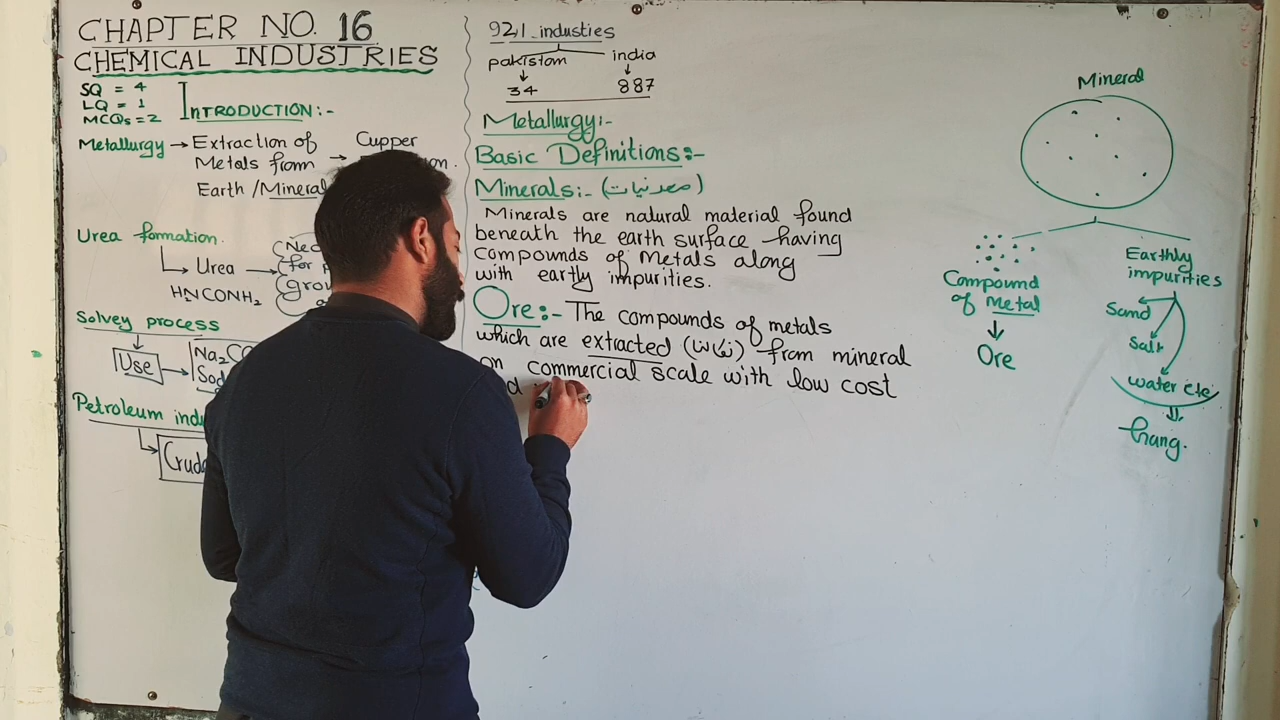 CHAPTER NO. 16
CHEMICAL INDUSTRIES
SQ = 4
LQ = 1
MCQs = 2
INTRODUCTION:-
Metallurgy → Extraction of
Metals from →
Earth / Mineral
Cupper
Urea formation.
Urea →
HN₂CONH₂
for
Solvey process
Use →
Petroleum
921 industies
pakistam india
34 887
Metallurgy:-
Basic Definitions:-
Minerals:- (معدنیات)
Minerals are natural material found
beneath the earth surface having
compounds of Metals along
with eartly impurities.
Ore:- The compounds of metals
which are extracted (نکالنا) from mineral
on commercial scale with low cost
Mineral
Compound
of Metal
Ore
Earthly
impurities
Sand
Salt
water etc
Gang.